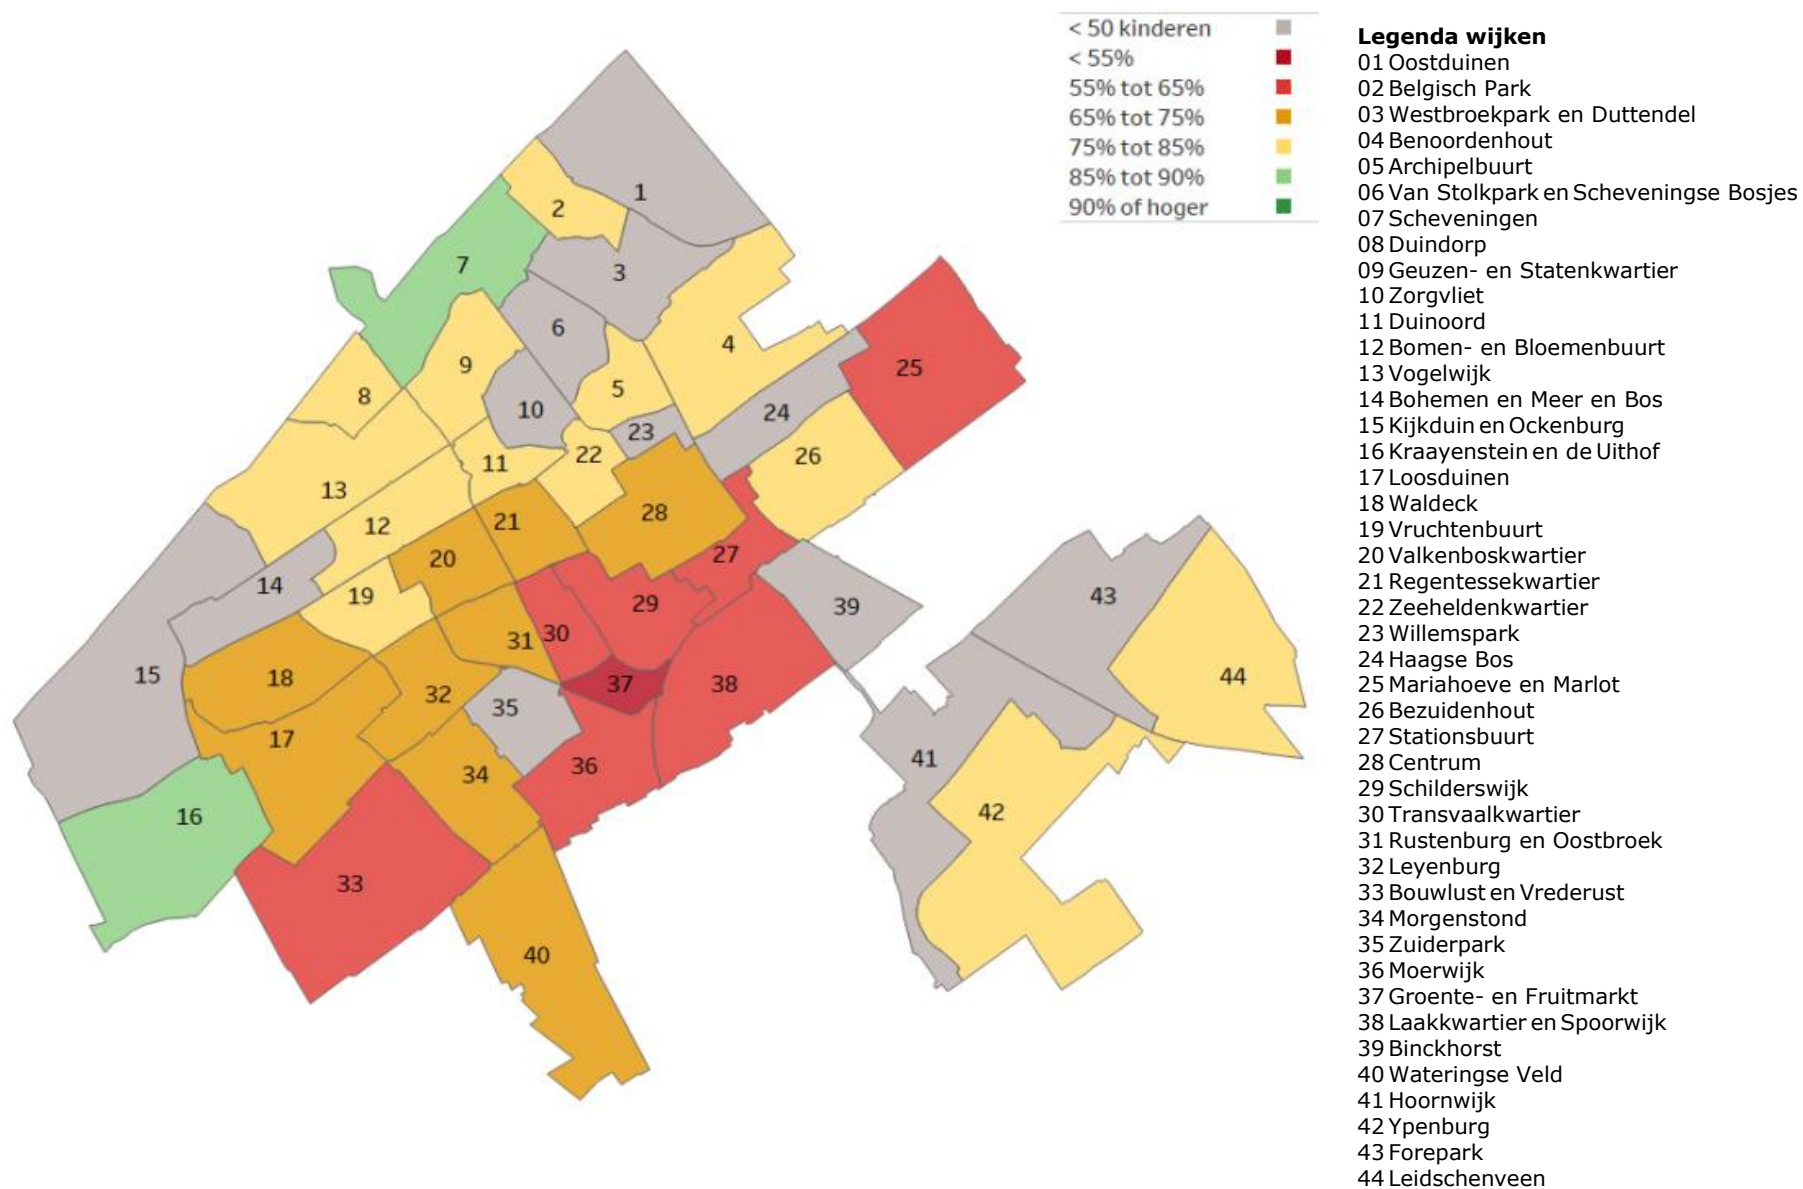 < 50 kinderen
< 55%
55% tot 65%
65% tot 75%
75% tot 85%
85% tot 90%
90% of hoger
Legenda wijken
01 Oostduinen
02 Belgisch Park
03 Westbroekpark en Duttendel
04 Benoordenhout
05 Archipelbuurt
06 Van Stolkpark en Scheveningse Bosjes
07 Scheveningen
08 Duindorp
09 Geuzen- en Statenkwartier
10 Zorgvliet
11 Duinoord
12 Bomen- en Bloemenbuurt
13 Vogelwijk
14 Bohemen en Meer en Bos
15 Kijkduin en Ockenburg
16 Kraayenstein en de Uithof
17 Loosduinen
18 Waldeck
19 Vruchtenbuurt
20 Valkenboskwartier
21 Regentessekwartier
22 Zeeheldenkwartier
23 Willemspark
24 Haagse Bos
25 Mariahoeve en Marlot
26 Bezuidenhout
27 Stationsbuurt
28 Centrum
29 Schilderswijk
30 Transvaalkwartier
31 Rustenburg en Oostbroek
32 Leyenburg
33 Bouwlust en Vrederust
34 Morgenstond
35 Zuiderpark
36 Moerwijk
37 Groente- en Fruitmarkt
38 Laakkwartier en Spoorwijk
39 Binckhorst
40 Wateringse Veld
41 Hoornwijk
42 Ypenburg
43 Forepark
44 Leidschenveen
1
2
3
7
6
4
9
5
25
8
10
24
23
22
26
11
13
28
12
21
20
27
14
19
29
39
43
30
31
15
18
32
37
38
44
35
17
41
36
34
16
42
33
40